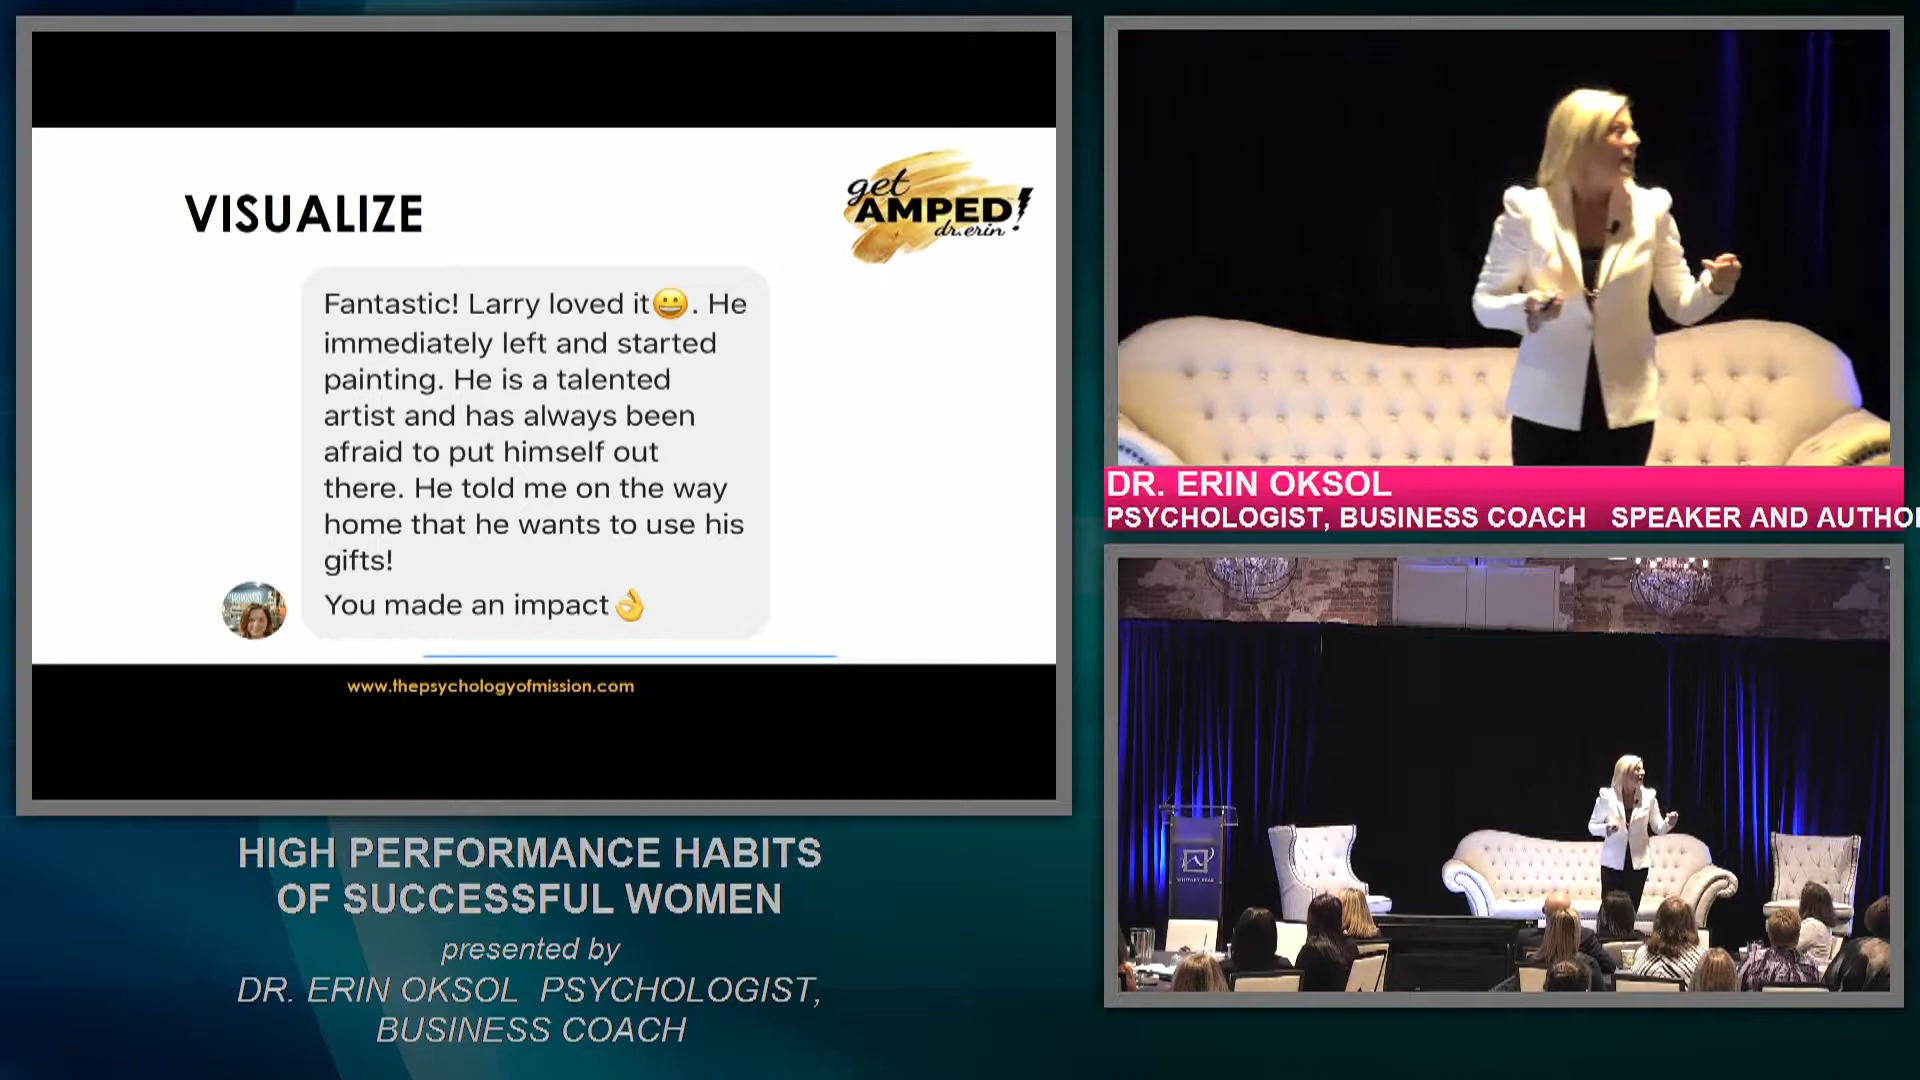 VISUALIZE
get
AMPED!
dr.erin
Fantastic! Larry loved it😀. He
immediately left and started
painting. He is a talented
artist and has always been
afraid to put himself out
there. He told me on the way
home that he wants to use his
gifts!
You made an impact👌
www.thepsychologyofmission.com
HIGH PERFORMANCE HABITS
OF SUCCESSFUL WOMEN
presented by
DR. ERIN OKSOL PSYCHOLOGIST,
BUSINESS COACH
DR. ERIN OKSOL
PSYCHOLOGIST, BUSINESS COACH SPEAKER AND AUTHO
WHITNEY PEAK